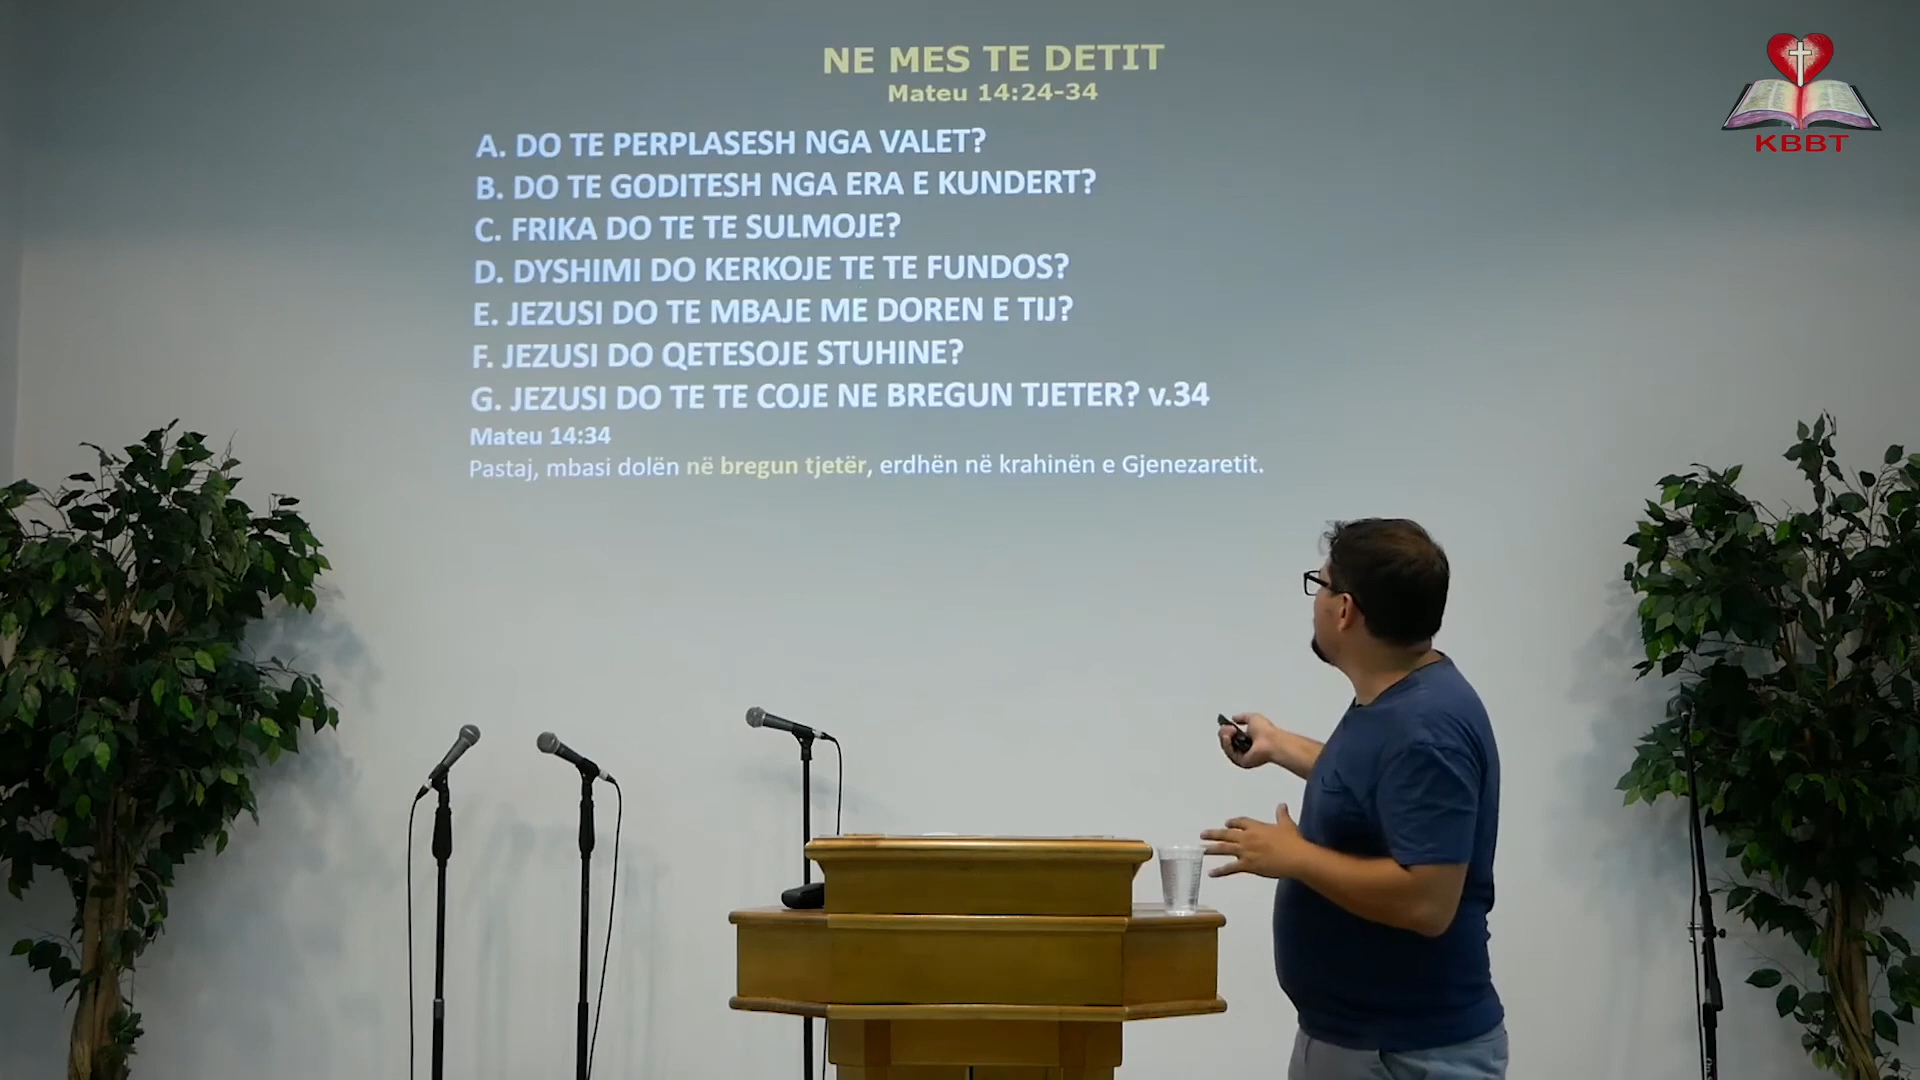 NE MES TE DETIT
Mateu 14:24-34
A. DO TE PERPLASESH NGA VALET?
B. DO TE GODITESH NGA ERA E KUNDERT?
C. FRIKA DO TE TE SULMOJE?
D. DYSHIMI DO KERKOJE TE TE FUNDOS?
E. JEZUSI DO TE MBAJE ME DOREN E TIJ?
F. JEZUSI DO QETESOJE STUHINE?
G. JEZUSI DO TE TE COJE NE BREGUN TJETER? v.34
Mateu 14:34
Pastaj, mbasi dolën në bregun tjetër, erdhën në krahinën e Gjenezaretit.
KBBT